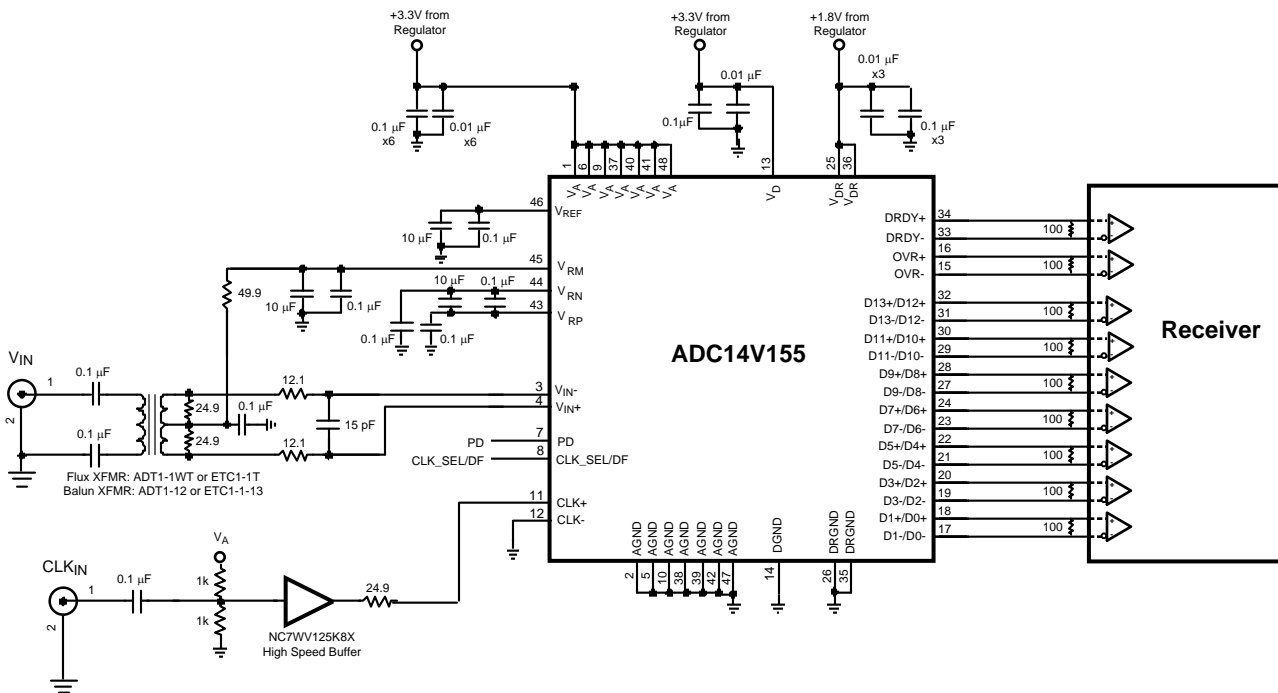 +3.3V from
Regulator
+3.3V from
Regulator
+1.8V from
Regulator
0.1 µF
x6
0.01 µF
x6
0.01 µF
0.1µF
0.01 µF
x3
0.1 µF
x3
1
6
9
37
40
41
48
13
25
36
VA
VA
VA
VA
VA
VA
VA
VD
VDR
VDR
46
VREF
10 µF
0.1 µF
45
VRM
49.9
10 µF
0.1 µF
44
VRN
10 µF
0.1 µF
43
VRP
0.1 µF
0.1 µF
ADC14V155
VIN
1
2
0.1 µF
0.1 µF
24.9
24.9
0.1 µF
12.1
12.1
15 pF
3
VIN-
4
VIN+
Flux XFMR: ADT1-1WT or ETC1-1T
Balun XFMR: ADT1-12 or ETC1-1-13
PD
7
PD
CLK_SEL/DF
8
CLK_SEL/DF
11
CLK+
12
CLK-
CLKIN
1
2
0.1 µF
VA
1k
1k
NC7WV125K8X
High Speed Buffer
24.9
AGND
AGND
AGND
AGND
AGND
AGND
AGND
DGND
DRGND
DRGND
2
5
10
38
39
42
47
14
26
35
DRDY+
34
100
+
DRDY-
33
-
OVR+
16
100
+
OVR-
15
-
D13+/D12+
32
100
+
D13-/D12-
31
-
D11+/D10+
30
100
+
D11-/D10-
29
-
D9+/D8+
28
100
+
D9-/D8-
27
-
D7+/D6+
24
100
+
D7-/D6-
23
-
D5+/D4+
22
100
+
D5-/D4-
21
-
D3+/D2+
20
100
+
D3-/D2-
19
-
D1+/D0+
18
100
+
D1-/D0-
17
-
Receiver